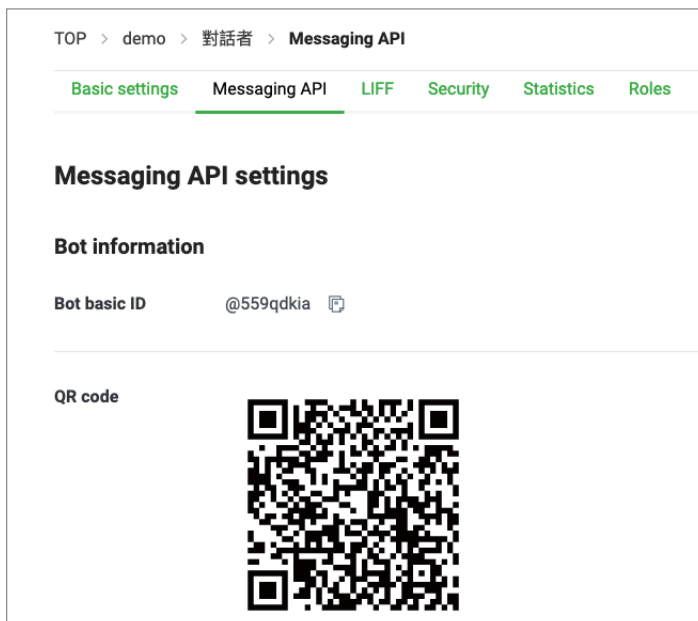 TOP > demo > 對話者 > Messaging API
Basic settings Messaging API LIFF Security Statistics Roles
Messaging API settings
Bot information
Bot basic ID @559qdkia
QR code